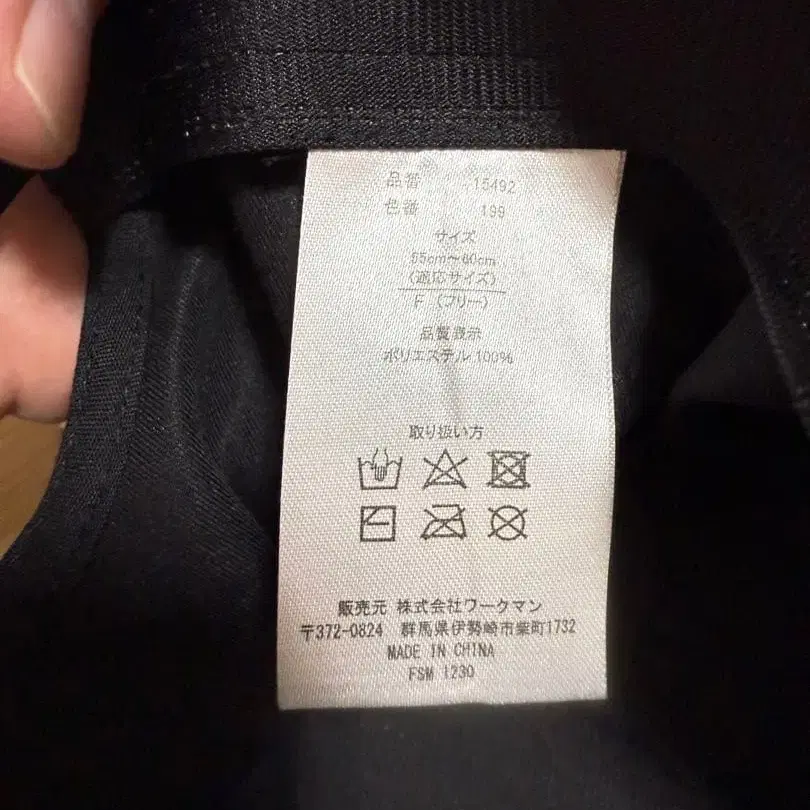 品番 15492
色番 199
サイズ
55cm～60cm
(適応サイズ)
F (フリー)
品質表示
ポリエステル 100%
取り扱い方
販売元 株式会社ワークマン
〒372-0824 群馬県伊勢崎市柴町1732
MADE IN CHINA
FSM 1230